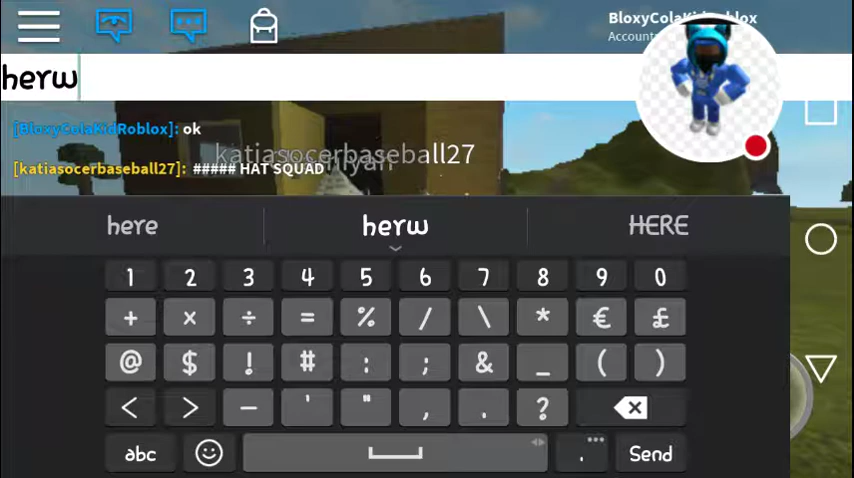 BloxyColaKidRoblox
Account
herw
[BloxyColaKidRoblox]: ok
katiasocerbaseball27
[katiasocerbaseball27]: ##### HAT SQUAD
here herw HERE
1 2 3 4 5 6 7 8 9 0
+ × ÷ = % / \ * € £
@ $ ! # : ; & _ ( )
< > - ' " , . ?
abc . Send